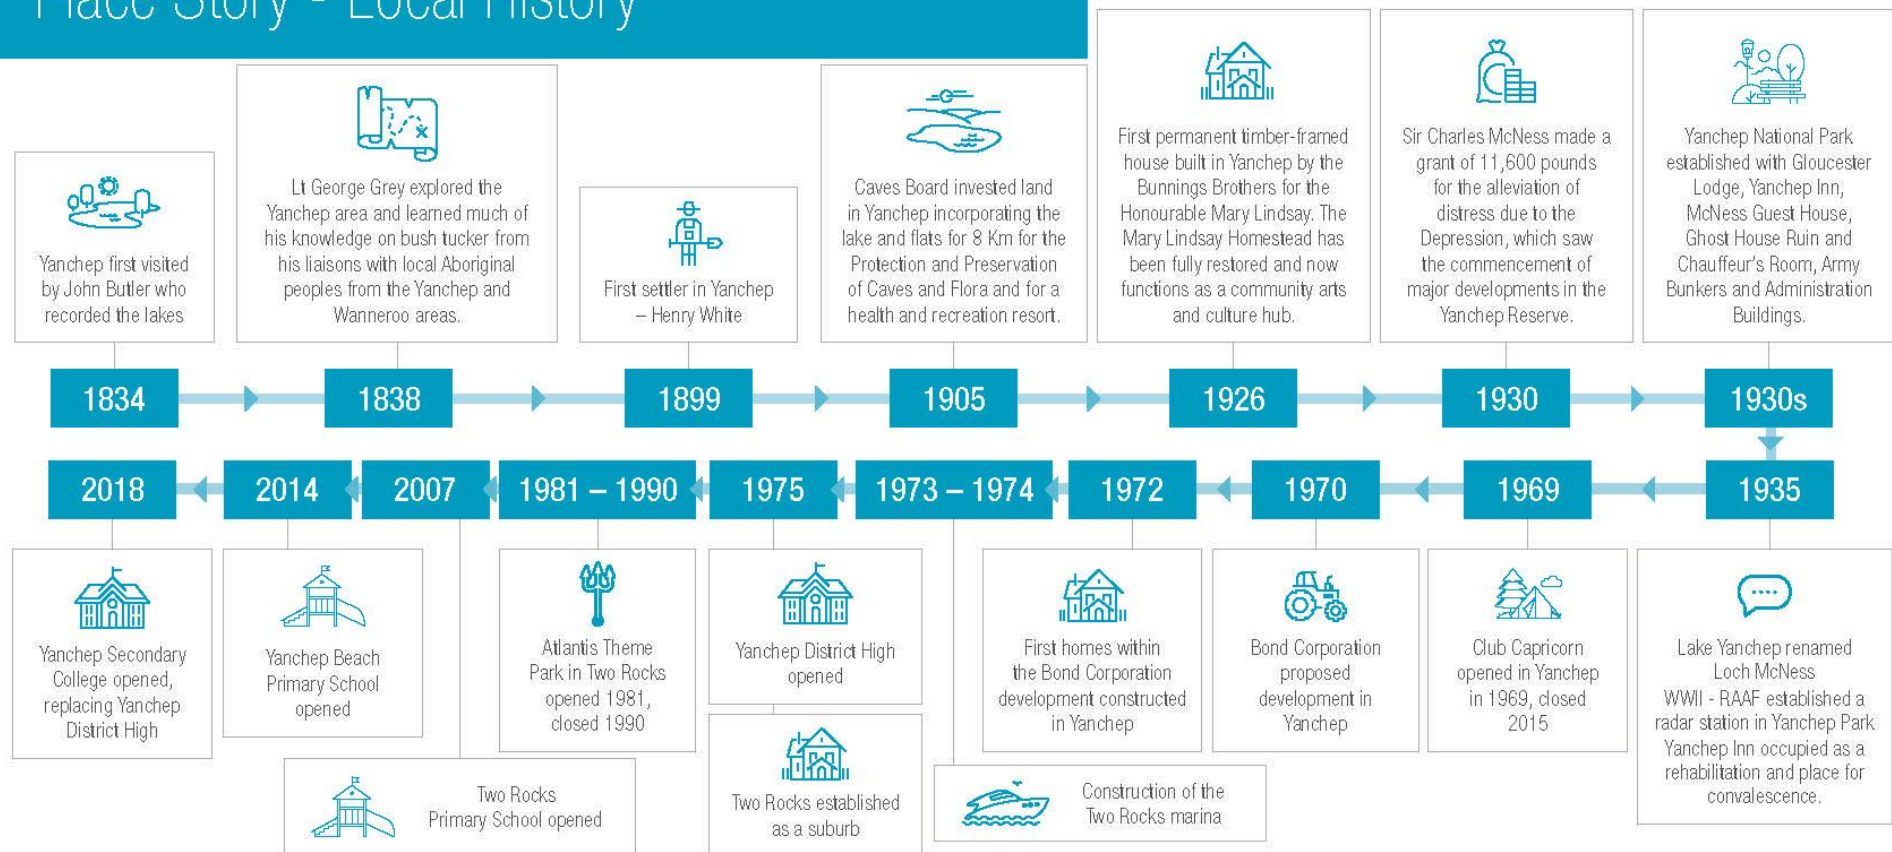 Place Story - Local History
Yanchep first visited
by John Butler who
recorded the lakes
1834
Lt George Grey explored the
Yanchep area and learned much of
his knowledge on bush tucker from
his liaisons with local Aboriginal
peoples from the Yanchep and
Wanneroo areas.
1838
First settler in Yanchep
– Henry White
1899
Caves Board invested land
in Yanchep incorporating the
lake and flats for 8 Km for the
Protection and Preservation
of Caves and Flora and for a
health and recreation resort.
1905
First permanent timber-framed
house built in Yanchep by the
Bunnings Brothers for the
Honourable Mary Lindsay. The
Mary Lindsay Homestead has
been fully restored and now
functions as a community arts
and culture hub.
1926
Sir Charles McNess made a
grant of 11,600 pounds
for the alleviation of
distress due to the
Depression, which saw
the commencement of
major developments in the
Yanchep Reserve.
1930
Yanchep National Park
established with Gloucester
Lodge, Yanchep Inn,
McNess Guest House,
Ghost House Ruin and
Chauffeur's Room, Army
Bunkers and Administration
Buildings.
1930s
1935
Lake Yanchep renamed
Loch McNess
WWII - RAAF established a
radar station in Yanchep Park
Yanchep Inn occupied as a
rehabilitation and place for
convalescence.
1969
Club Capricorn
opened in Yanchep
in 1969, closed
2015
1970
Bond Corporation
proposed
development in
Yanchep
1972
First homes within
the Bond Corporation
development constructed
in Yanchep
1973 – 1974
Construction of the
Two Rocks marina
1975
Yanchep District High
opened
Two Rocks established
as a suburb
1981 – 1990
Atlantis Theme
Park in Two Rocks
opened 1981,
closed 1990
2007
Two Rocks
Primary School opened
2014
Yanchep Beach
Primary School
opened
2018
Yanchep Secondary
College opened,
replacing Yanchep
District High